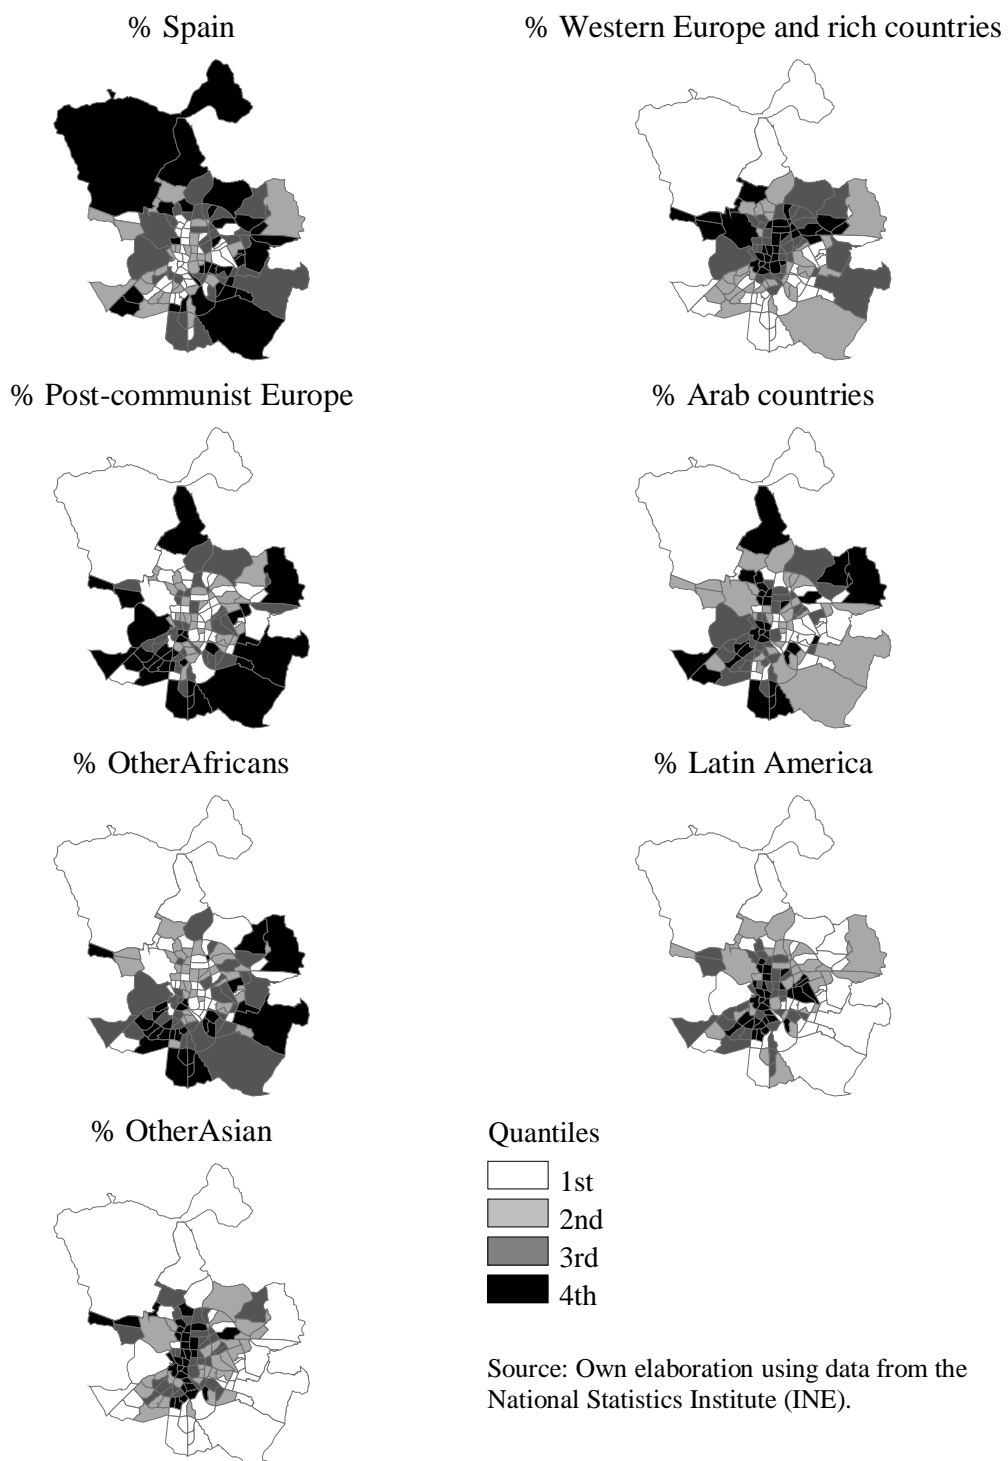 % Spain
% Western Europe and rich countries
% Post-communist Europe
% Arab countries
% OtherAfricans
% Latin America
% OtherAsian
Quantiles
1st
2nd
3rd
4th
Source: Own elaboration using data from the
National Statistics Institute (INE).